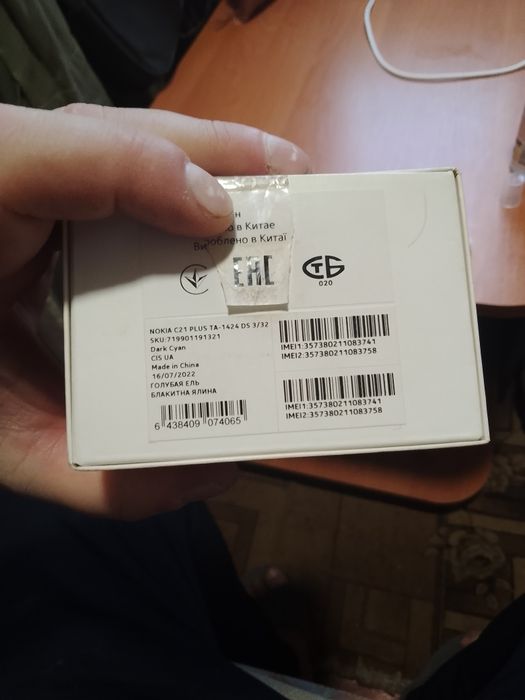 в Китае
Вироблено в Китаї
EAC
СТБ
020
NOKIA C21 PLUS TA-1424 DS 3/32
SKU:719901191321
Dark Cyan
CIS UA
Made in China
16/07/2022
ГОЛУБАЯ ЕЛЬ
БЛАКИТНА ЯЛИНА
6 438409 074065
IMEI1:357380211083741
IMEI2:357380211083758
IMEI1:357380211083741
IMEI2:357380211083758